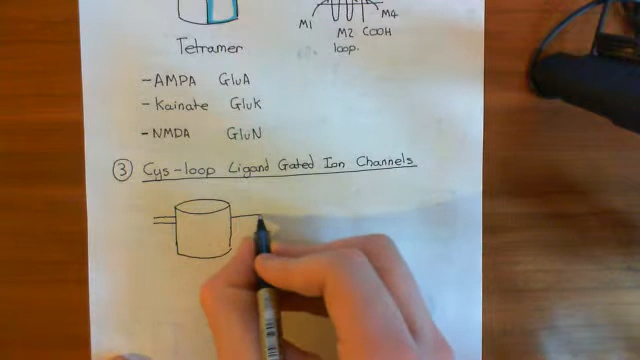 M1
M4
M2 COOH
loop.
Tetramer
- AMPA GluA
- Kainate GluK
- NMDA GluN
③ Cys-loop Ligand Gated Ion Channels